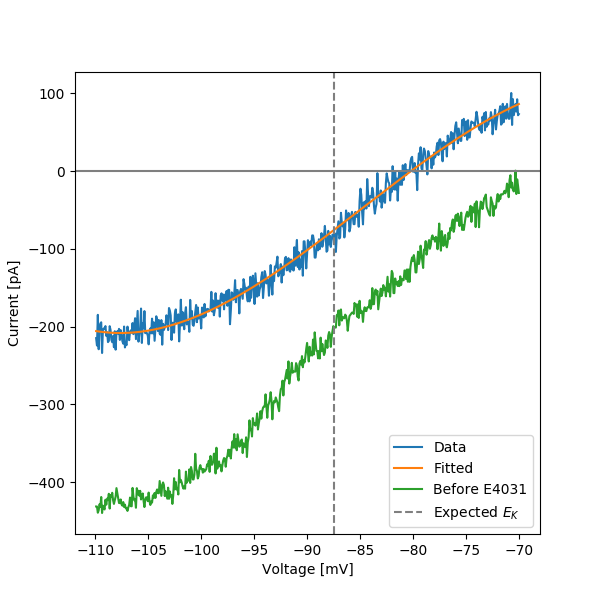 100
0
−100
−200
−300
−400
Current [pA]
−110
−105
−100
−95
−90
−85
−80
−75
−70
Voltage [mV]
Data
Fitted
Before E4031
Expected E_K